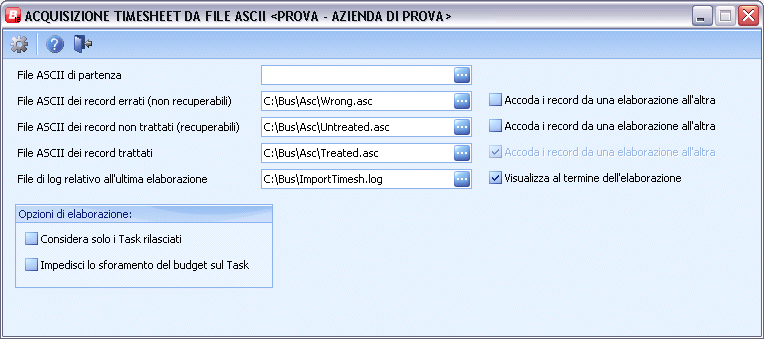 ACQUISIZIONE TIMESHEET DA FILE ASCII <PROVA - AZIENDA DI PROVA>
File ASCII di partenza
File ASCII dei record errati (non recuperabili) C:\Bus\Asc\Wrong.asc Accoda i record da una elaborazione all'altra
File ASCII dei record non trattati (recuperabili) C:\Bus\Asc\Untreated.asc Accoda i record da una elaborazione all'altra
File ASCII dei record trattati C:\Bus\Asc\Treated.asc Accoda i record da una elaborazione all'altra
File di log relativo all'ultima elaborazione C:\Bus\ImportTimesh.log Visualizza al termine dell'elaborazione
Opzioni di elaborazione:
Considera solo i Task rilasciati
Impedisci lo sforamento del budget sul Task